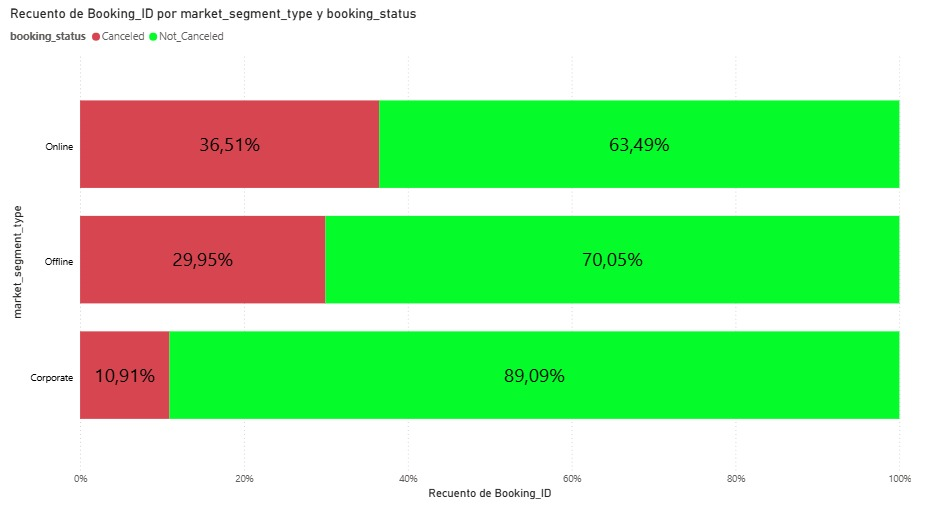 Recuento de Booking_ID por market_segment_type y booking_status
booking_status Canceled Not_Canceled
market_segment_type
Online 36,51% 63,49%
Offline 29,95% 70,05%
Corporate 10,91% 89,09%
0% 20% 40% 60% 80% 100%
Recuento de Booking_ID